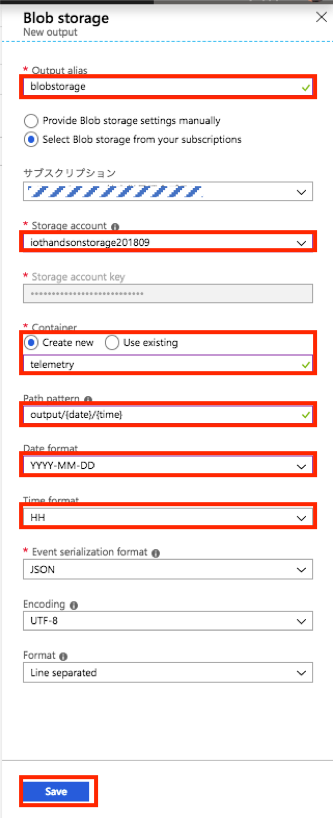 Blob storage
New output
* Output alias
blobstorage
Provide Blob storage settings manually
Select Blob storage from your subscriptions
サブスクリプション
* Storage account
iothandsonstorage201809
* Storage account key
••••••••••••••••••••••••••••
* Container
Create new Use existing
telemetry
Path pattern
output/{date}/{time}
Date format
YYYY-MM-DD
Time format
HH
* Event serialization format
JSON
Encoding
UTF-8
Format
Line separated
Save